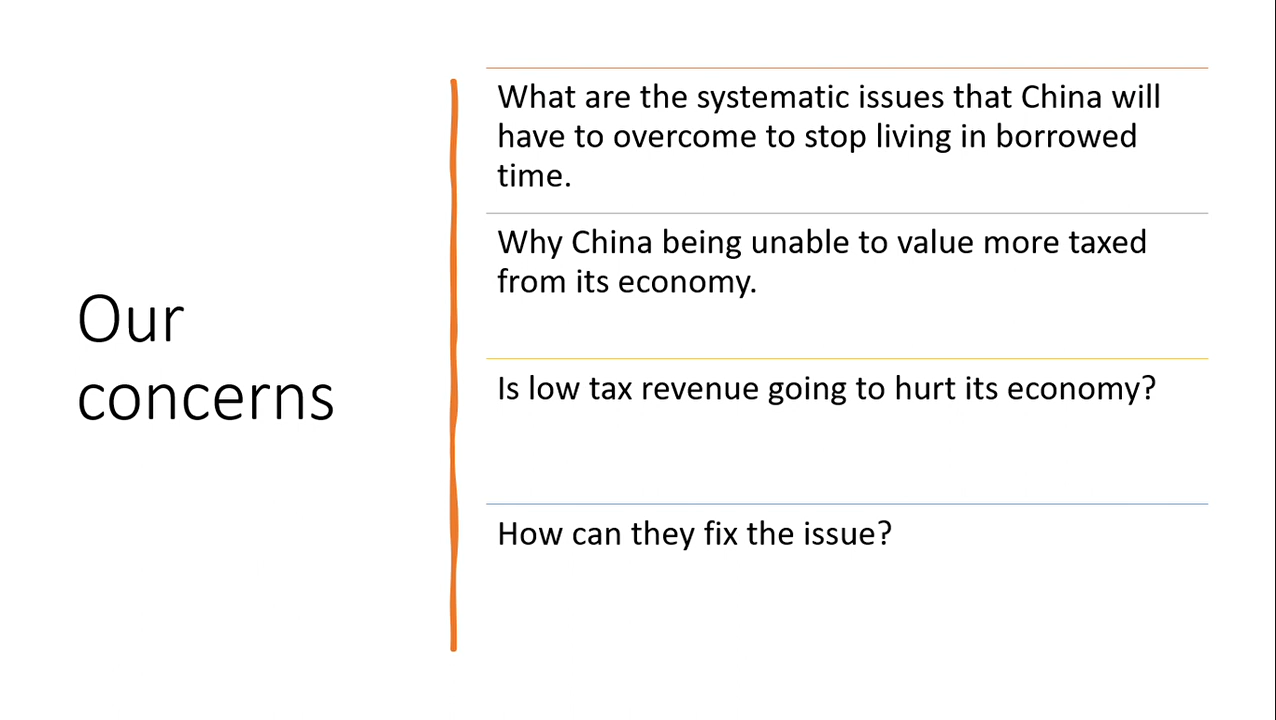 Our
concerns
What are the systematic issues that China will
have to overcome to stop living in borrowed
time.
Why China being unable to value more taxed
from its economy.
Is low tax revenue going to hurt its economy?
How can they fix the issue?